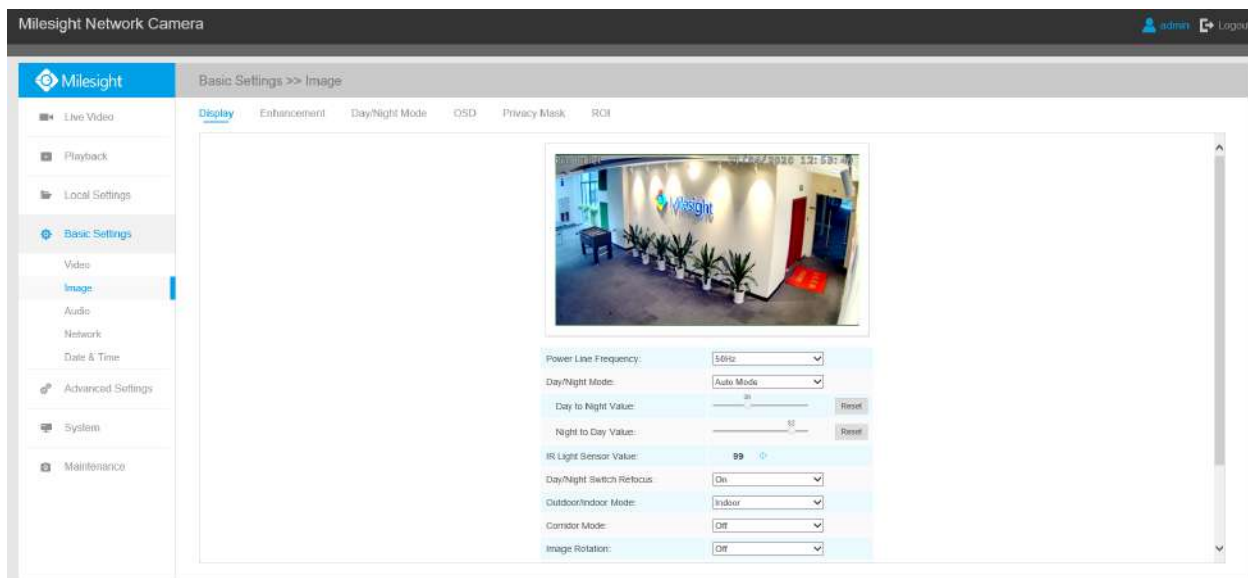 Milesight Network Camera
admin
Milesight
Basic Settings >> Image
Live Video
Playback
Local Settings
Basic Settings
Video
Image
Audio
Network
Date & Time
Advanced Settings
System
Maintenance
Display Enhancement Day/Night Mode OSD Privacy Mask ROI
Milesight
Power Line Frequency: 50Hz
Day/Night Mode: Auto Mode
Day to Night Value: Reset
Night to Day Value: Reset
IR Light Sensor Value: 99
Day/Night Switch Refocus: On
Outdoor/Indoor Mode: Indoor
Corridor Mode: Off
Image Rotation: Off